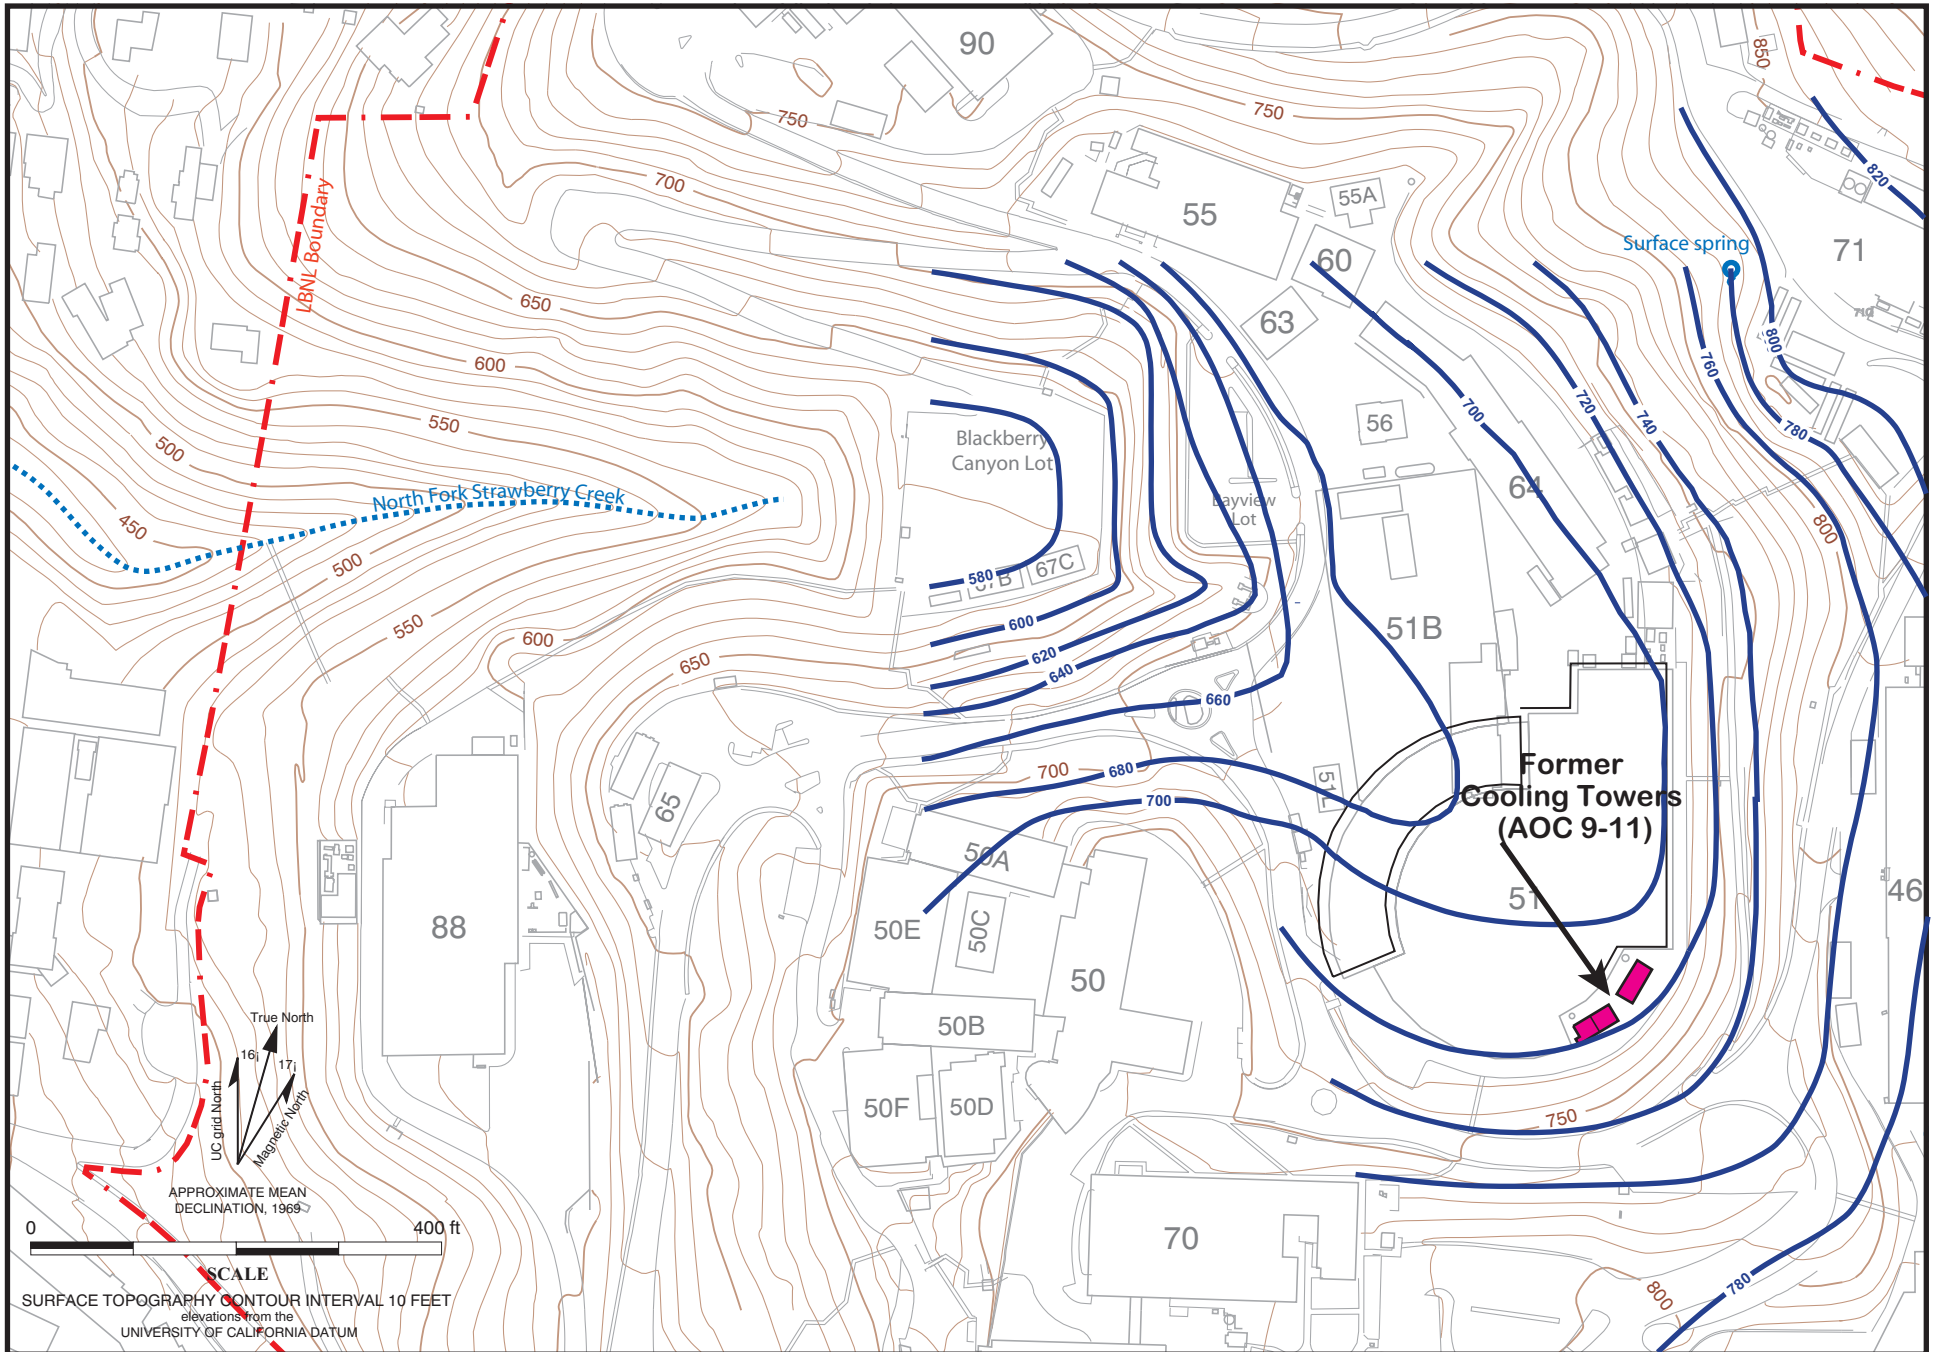 90
850
750
750
820
700
55
55A
Surface spring
71
LBNL Boundary
60
650
63
800
600
760
56
700
720
740
550
Blackberry
Canyon Lot
780
500
North Fork Strawberry Creek
64
Bayview
Lot
800
450
500
580
67B
67C
550
600
600
51B
650
620
640
660
700
680
51L
Former
Cooling Towers
(AOC 9-11)
700
65
50A
51
46
88
50E
50C
50
True North
16¡
17¡
50B
UC grid North
Magnetic North
50F
50D
750
APPROXIMATE MEAN
DECLINATION, 1969
0
400 ft
70
SCALE
780
800
SURFACE TOPOGRAPHY CONTOUR INTERVAL 10 FEET
elevations from the
UNIVERSITY OF CALIFORNIA DATUM